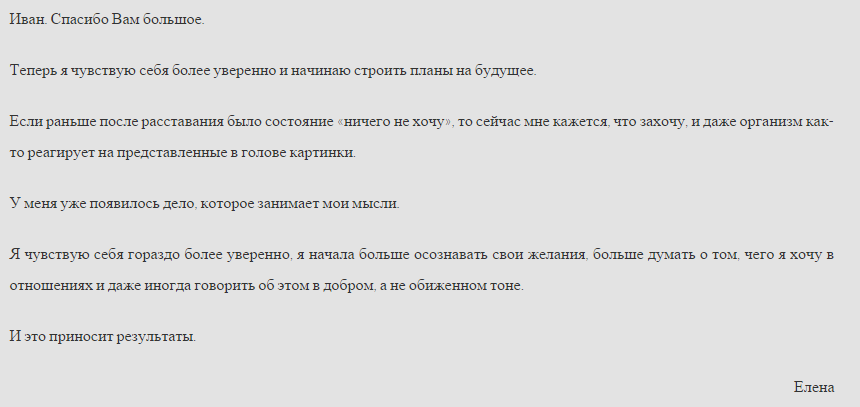 Иван. Спасибо Вам большое.
Теперь я чувствую себя более уверенно и начинаю строить планы на будущее.
Если раньше после расставания было состояние «ничего не хочу», то сейчас мне кажется, что захочу, и даже организм как-
то реагирует на представленные в голове картинки.
У меня уже появилось дело, которое занимает мои мысли.
Я чувствую себя гораздо более уверенно, я начала больше осознавать свои желания, больше думать о том, чего я хочу в
отношениях и даже иногда говорить об этом в добром, а не обиженном тоне.
И это приносит результаты.
Елена